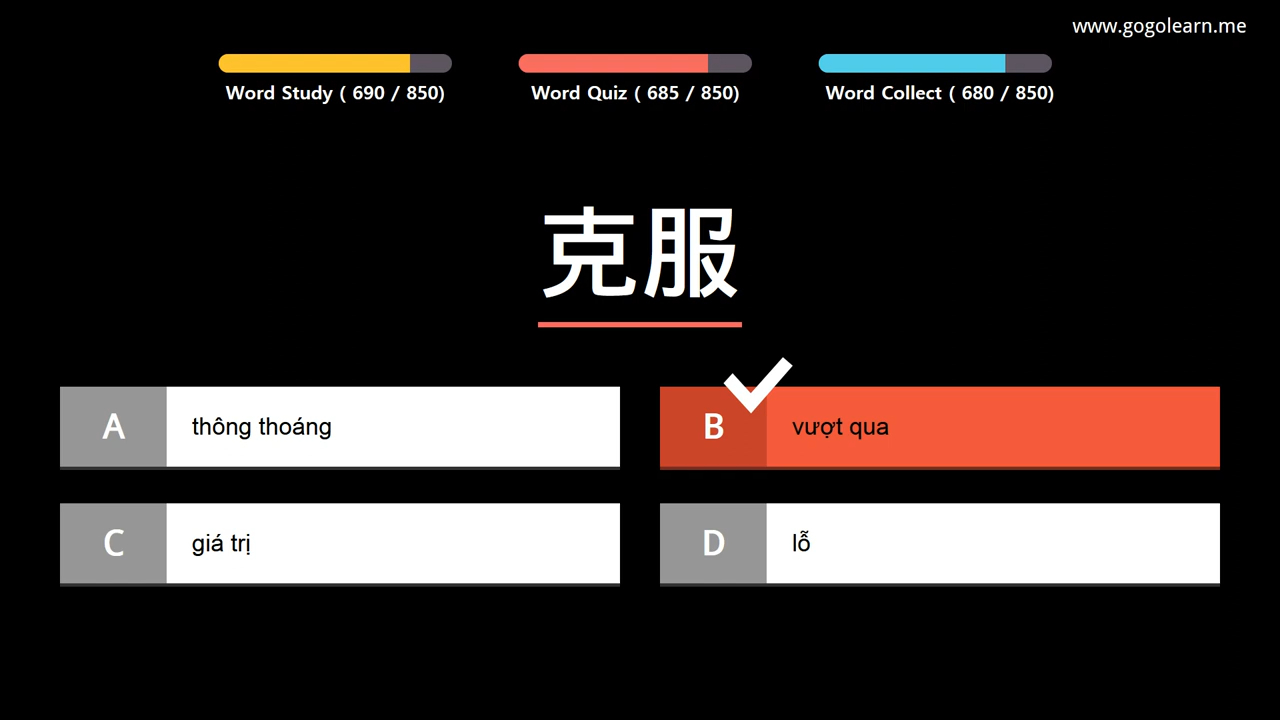 www.gogolearn.me
Word Study ( 690 / 850)
Word Quiz ( 685 / 850)
Word Collect ( 680 / 850)
克服
A
thông thoáng
B
vượt qua
C
giá trị
D
lỗ